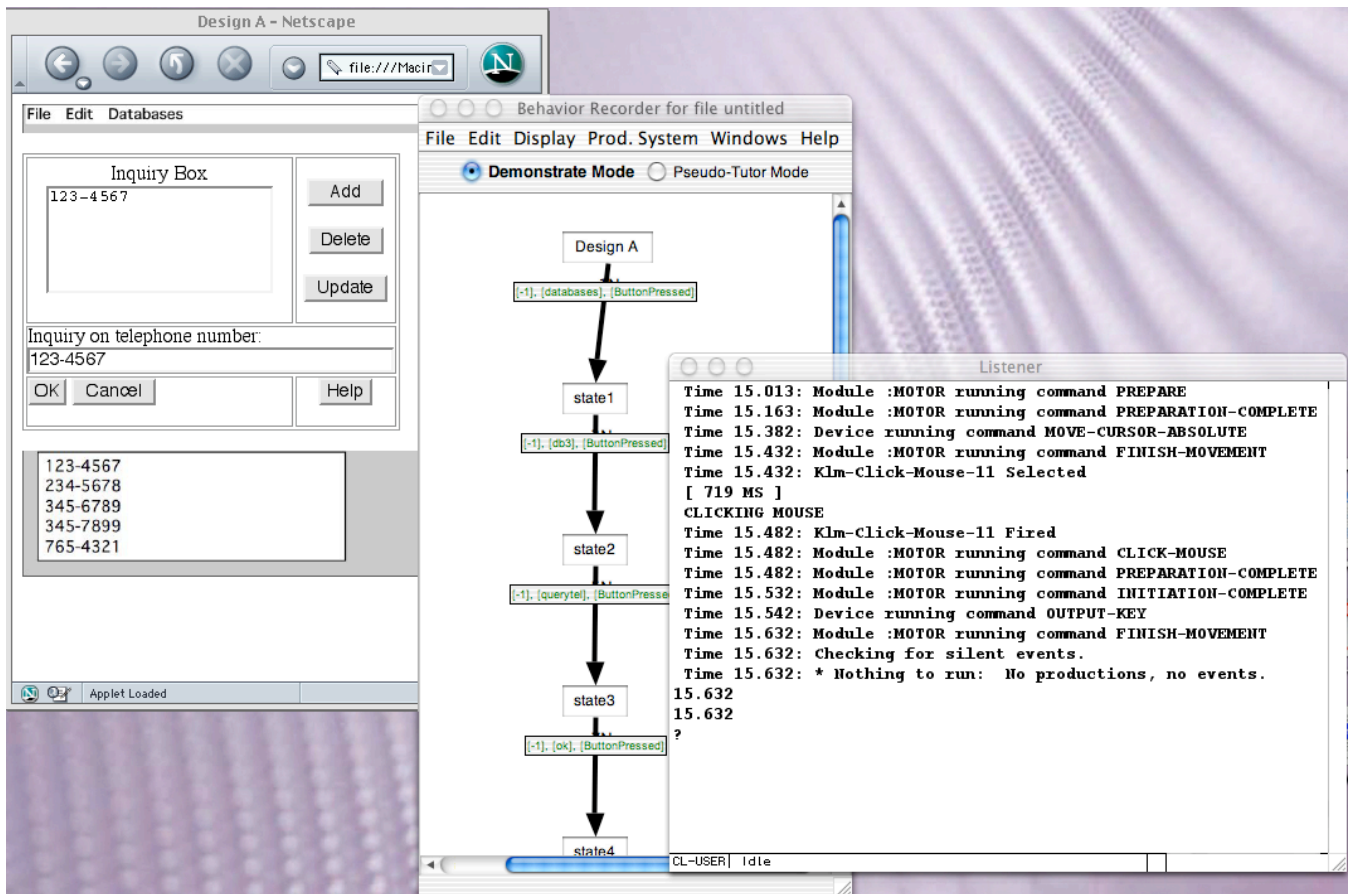 Design A - Netscape
file:///Macin
N
File Edit Databases
Inquiry Box
123-4567
Add
Delete
Update
Inquiry on telephone number:
123-4567
OK Cancel Help
123-4567
234-5678
345-6789
345-7899
765-4321
Applet Loaded
Behavior Recorder for file untitled
File Edit Display Prod. System Windows Help
Demonstrate Mode Pseudo-Tutor Mode
Design A
[-1], [databases], [ButtonPressed]
state1
[-1], [db3], [ButtonPressed]
state2
[-1], [querytel], [ButtonPresse
state3
[-1], [ok], [ButtonPressed]
state4
Listener
Time 15.013: Module :MOTOR running command PREPARE
Time 15.163: Module :MOTOR running command PREPARATION-COMPLETE
Time 15.382: Device running command MOVE-CURSOR-ABSOLUTE
Time 15.432: Module :MOTOR running command FINISH-MOVEMENT
Time 15.432: Klm-Click-Mouse-11 Selected
[ 719 MS ]
CLICKING MOUSE
Time 15.482: Klm-Click-Mouse-11 Fired
Time 15.482: Module :MOTOR running command CLICK-MOUSE
Time 15.482: Module :MOTOR running command PREPARATION-COMPLETE
Time 15.532: Module :MOTOR running command INITIATION-COMPLETE
Time 15.542: Device running command OUTPUT-KEY
Time 15.632: Module :MOTOR running command FINISH-MOVEMENT
Time 15.632: Checking for silent events.
Time 15.632: * Nothing to run: No productions, no events.
15.632
15.632
?
CL-USER Idle